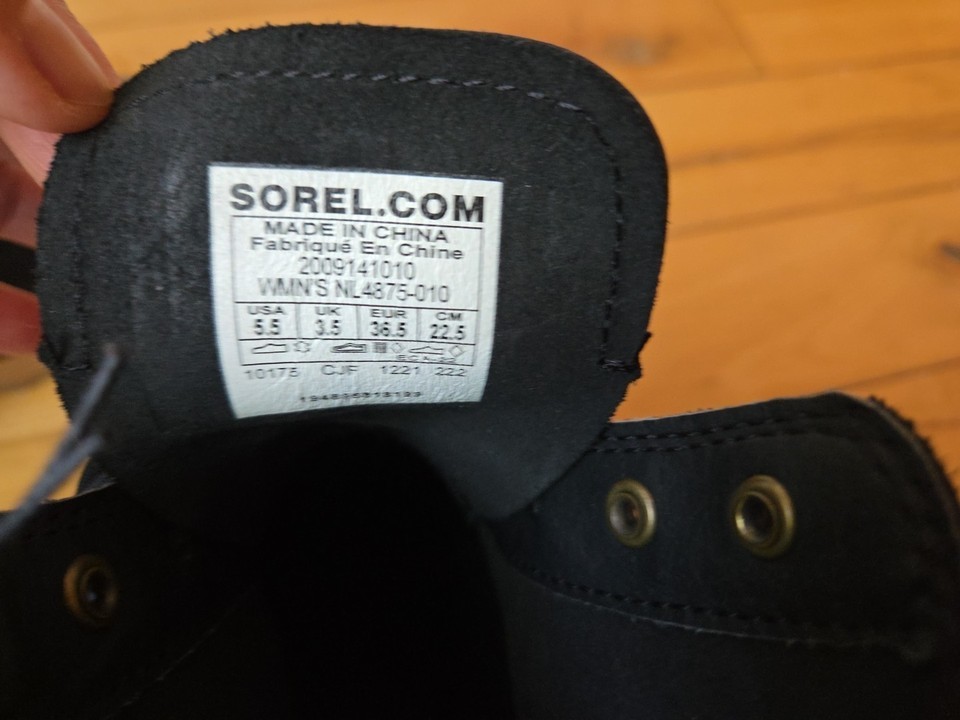 SOREL.COM
MADE IN CHINA
Fabriqué En Chine
2009141010
WMN'S NL4875-010
USA UK EUR CM
5.5 3.5 36.5 22.5
10175 CJF 1221 222